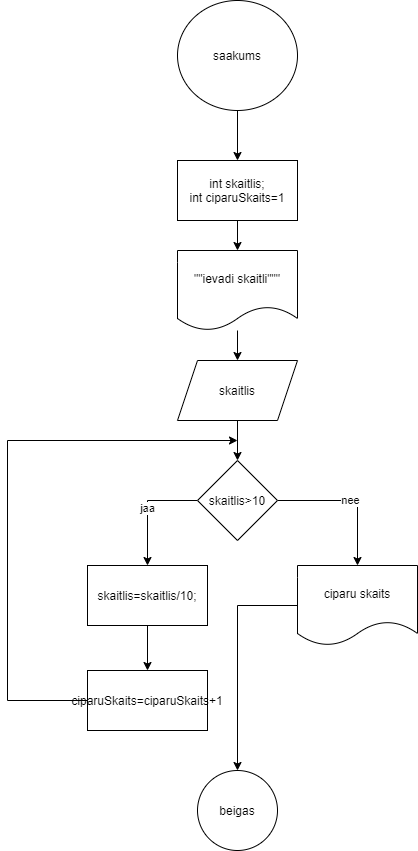 saakums
int skaitlis;
int ciparuSkaits=1
""ievadi skaitli"""
skaitlis
skaitlis>10
jaa
nee
skaitlis=skaitlis/10;
ciparu skaits
ciparuSkaits=ciparuSkaits+1
beigas